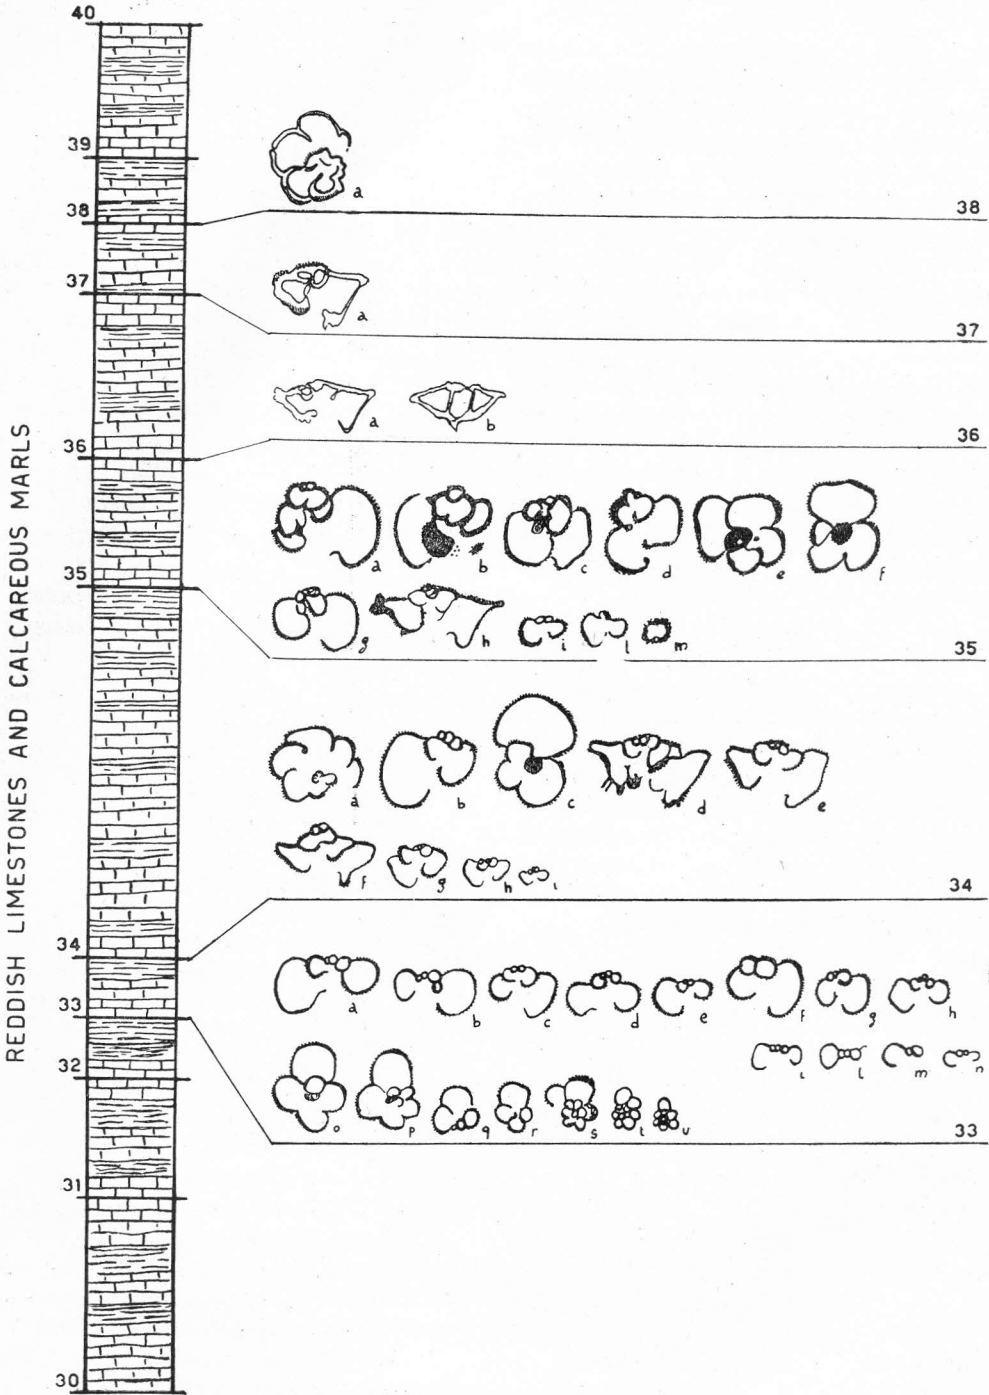 REDDISH LIMESTONES AND CALCAREOUS MARLS
40
39
a
38
38
37
a
37
a b
36
36
a b c d e f
35
g h i l m
35
a b c d e
f g h i
34
34
a b c d e f g h
33
i l m n
32
o p q r s t u
33
31
30